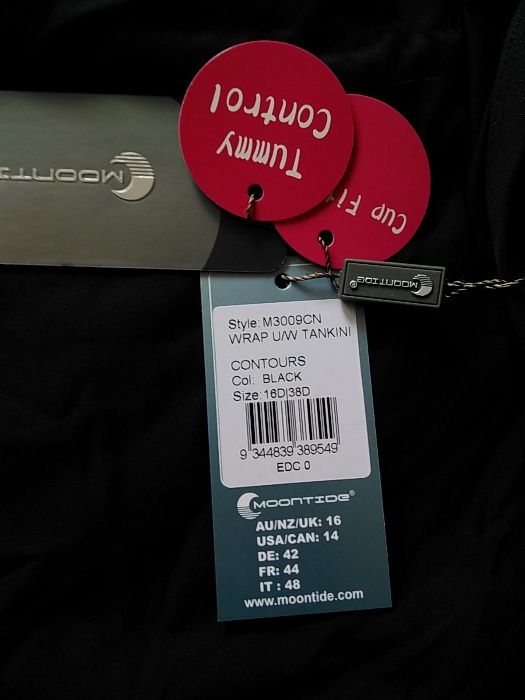 Tummy
Control
Cup Fit
MOONTIDE
MOONTIDE®
Style: M3009CN
WRAP U/W TANKINI
CONTOURS
Col: BLACK
Size: 16D|38D
9 344839 389549
EDC 0
MOONTIDE®
AU/NZ/UK: 16
USA/CAN: 14
DE: 42
FR: 44
IT : 48
www.moontide.com